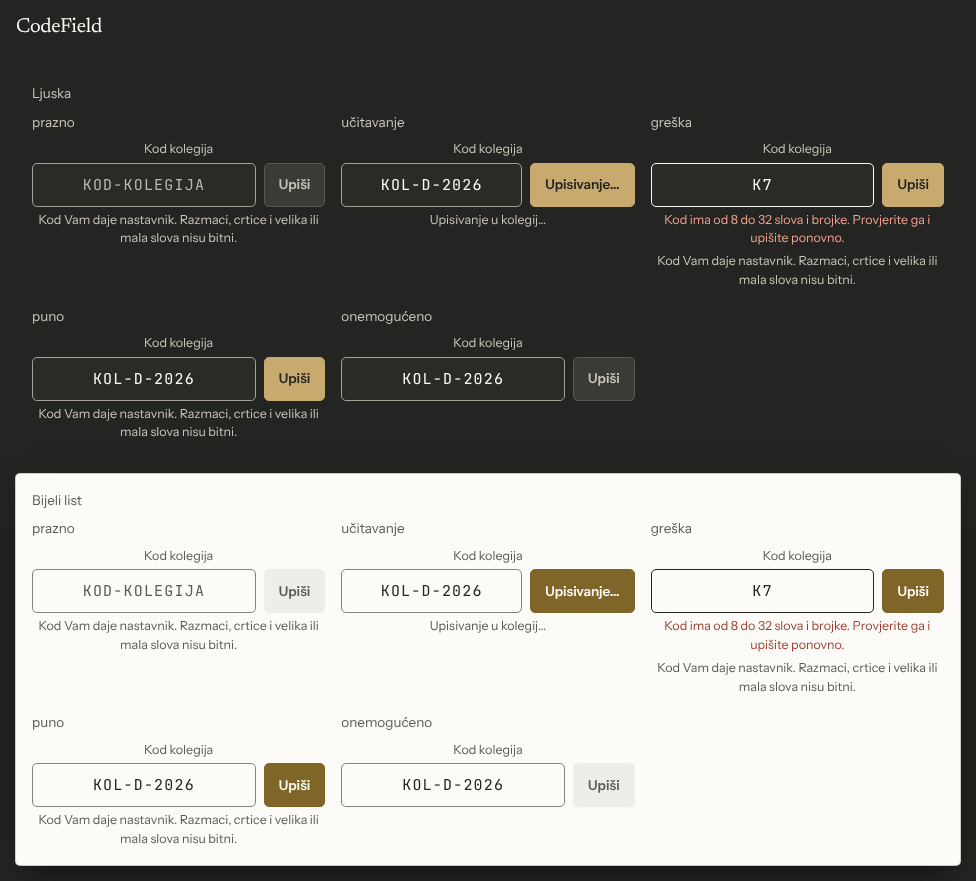 CodeField
Ljuska
prazno
učitavanje
greška
Kod kolegija
Kod kolegija
Kod kolegija
KOD-KOLEGIJA
Upiši
KOL-D-2026
Upisivanje…
K7
Upiši
Kod Vam daje nastavnik. Razmaci, crtice i velika ili
mala slova nisu bitni.
Upisivanje u kolegij…
Kod ima od 8 do 32 slova i brojke. Provjerite ga i
upišite ponovno.
Kod Vam daje nastavnik. Razmaci, crtice i velika ili
mala slova nisu bitni.
puno
onemogućeno
Kod kolegija
Kod kolegija
KOL-D-2026
Upiši
KOL-D-2026
Upiši
Kod Vam daje nastavnik. Razmaci, crtice i velika ili
mala slova nisu bitni.
Bijeli list
prazno
učitavanje
greška
Kod kolegija
Kod kolegija
Kod kolegija
KOD-KOLEGIJA
Upiši
KOL-D-2026
Upisivanje…
K7
Upiši
Kod Vam daje nastavnik. Razmaci, crtice i velika ili
mala slova nisu bitni.
Upisivanje u kolegij…
Kod ima od 8 do 32 slova i brojke. Provjerite ga i
upišite ponovno.
Kod Vam daje nastavnik. Razmaci, crtice i velika ili
mala slova nisu bitni.
puno
onemogućeno
Kod kolegija
Kod kolegija
KOL-D-2026
Upiši
KOL-D-2026
Upiši
Kod Vam daje nastavnik. Razmaci, crtice i velika ili
mala slova nisu bitni.